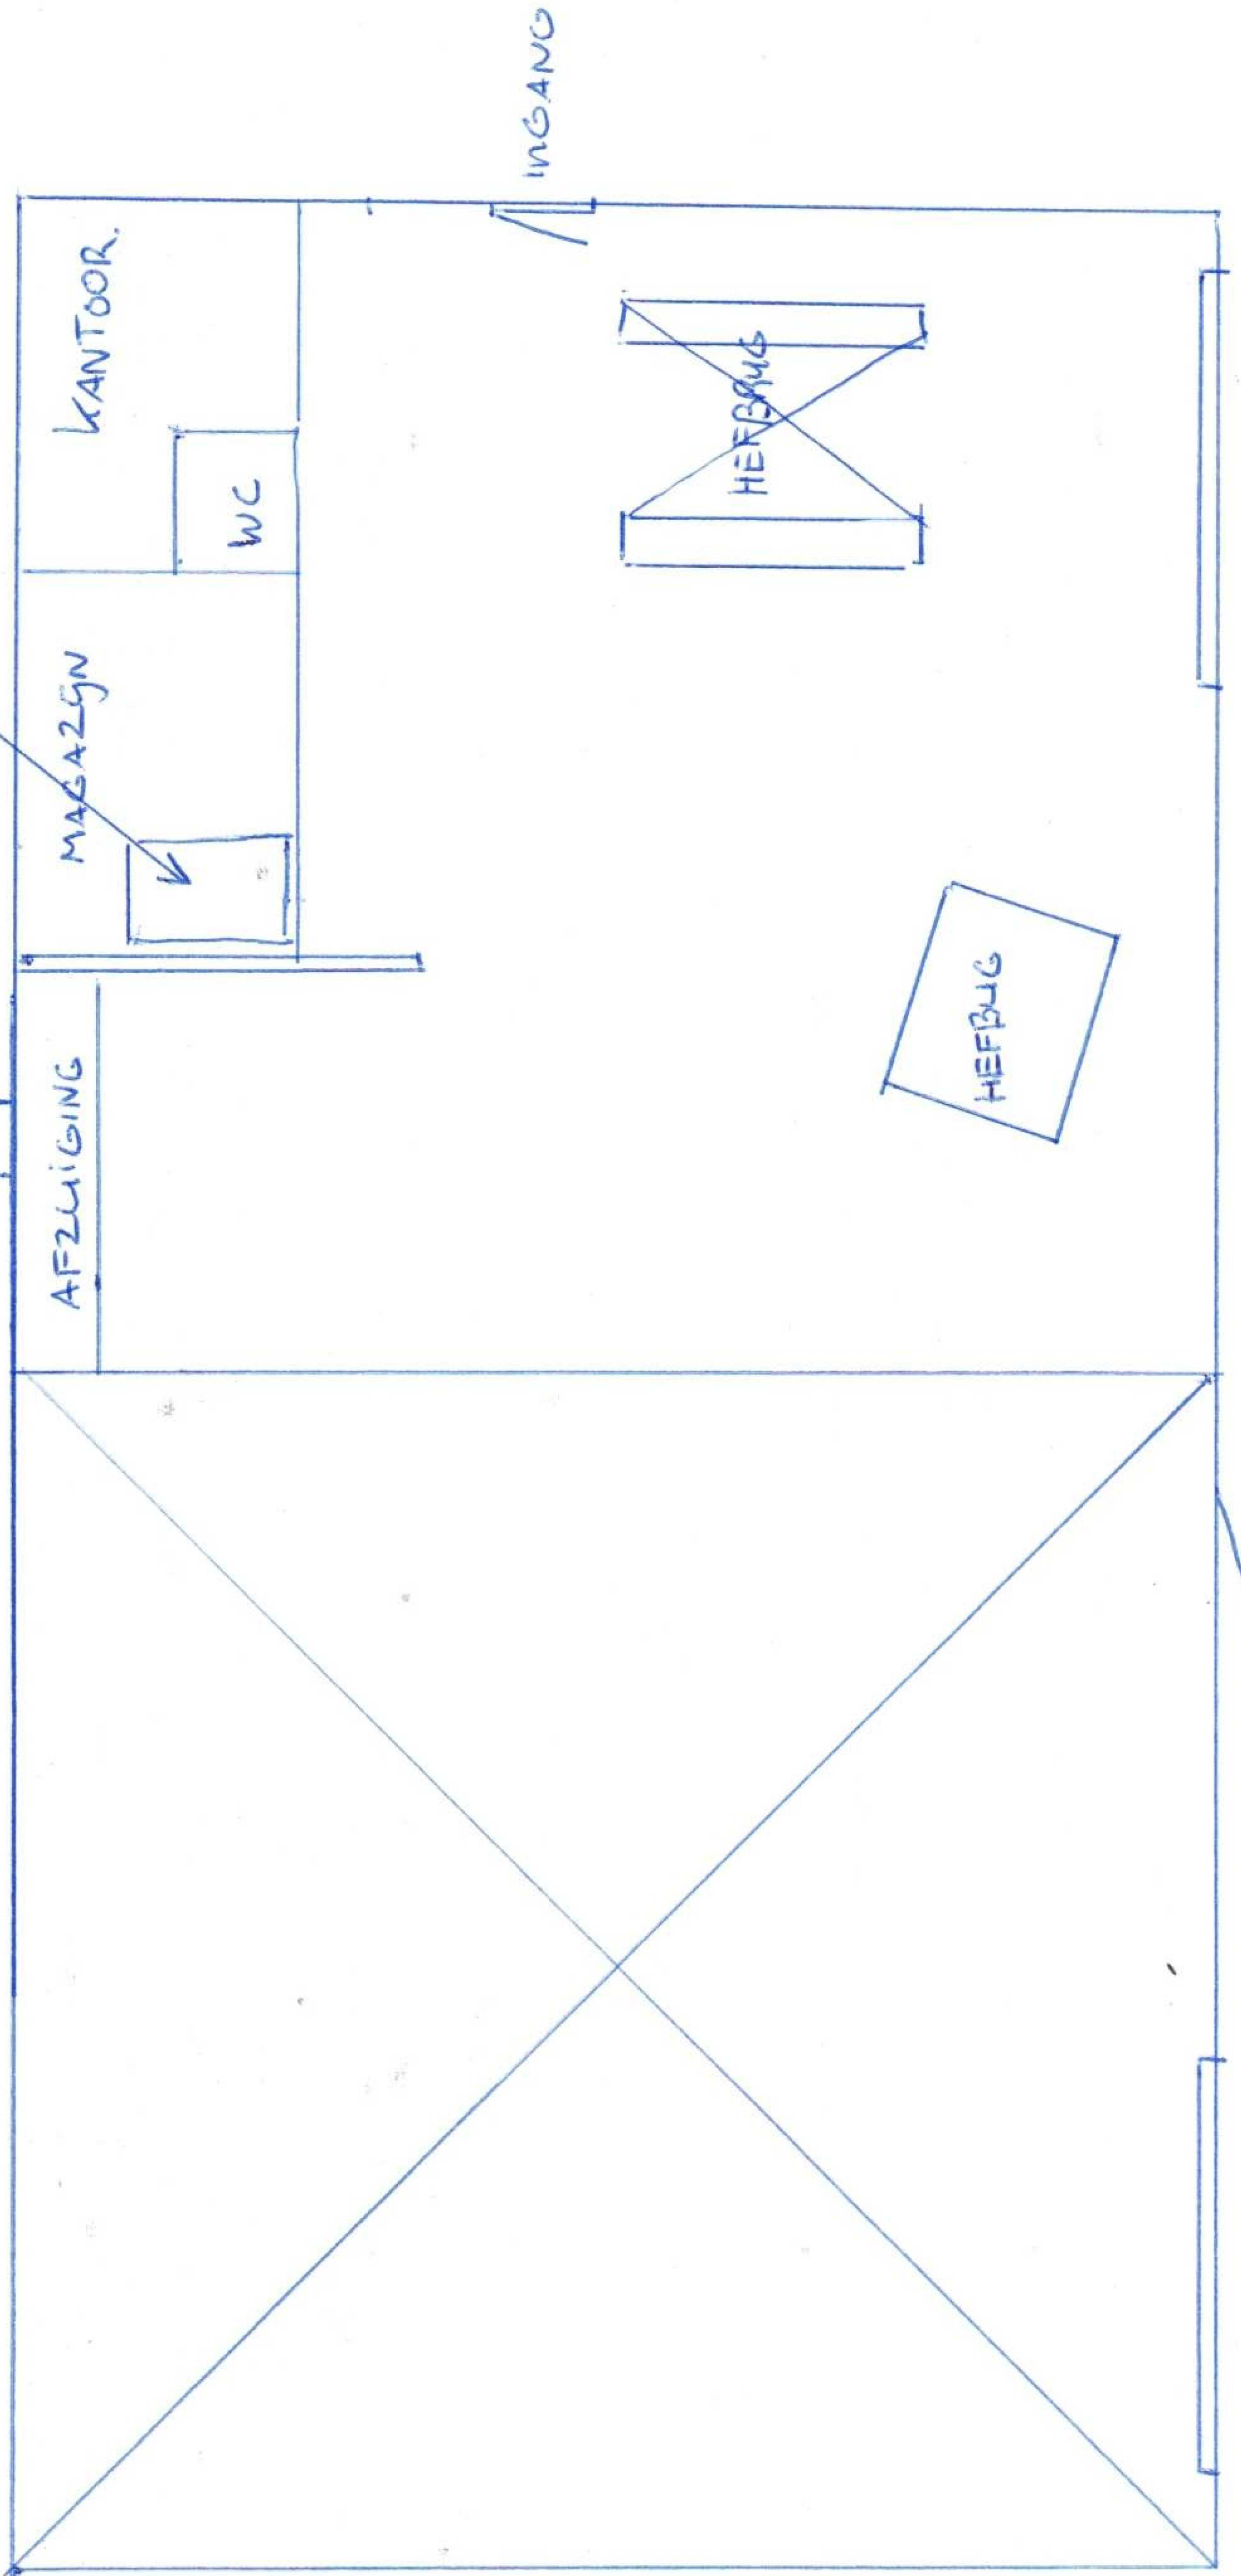 INGANG
KANTOOR.
WC
MAGAZIJN
AFZUIGING
HEFBRUG
HEFBUG